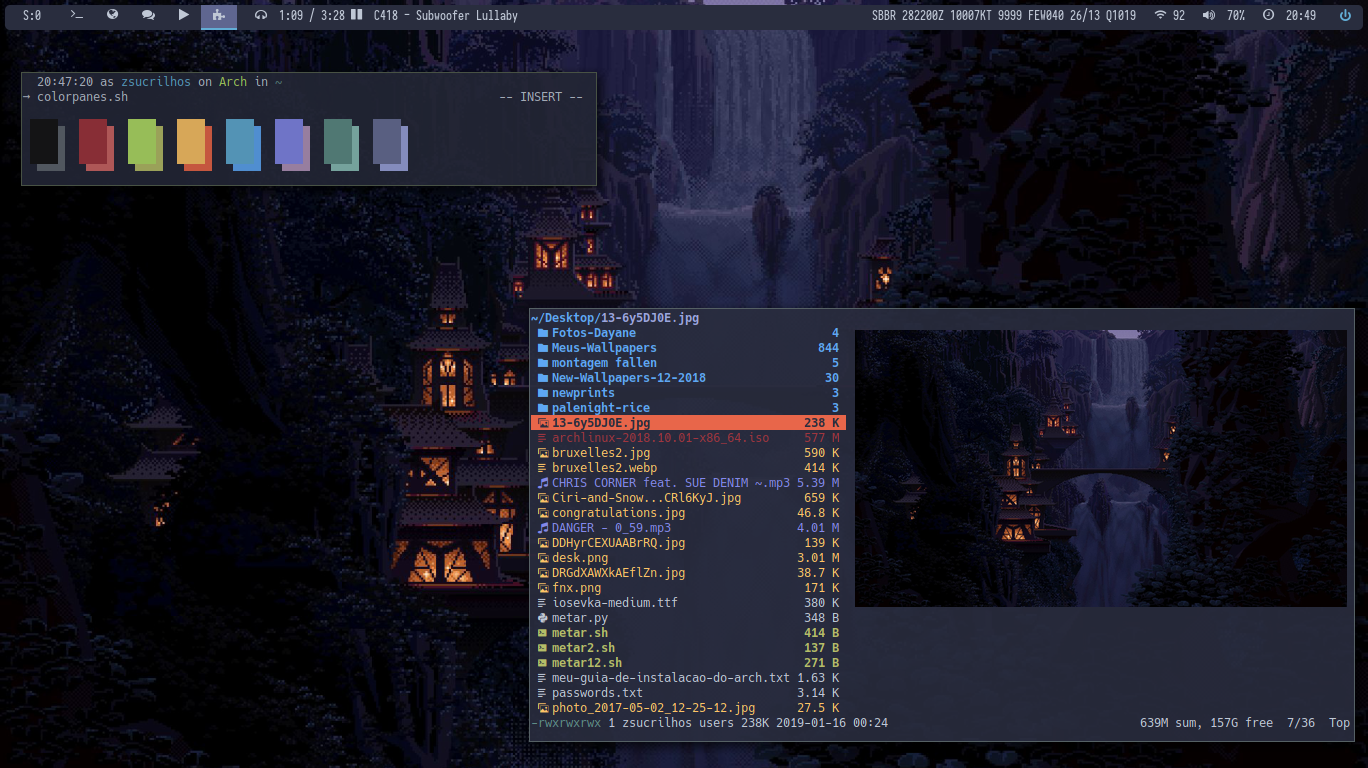 S:0 1:09 / 3:28 C418 - Subwoofer Lullaby SBBR 282200Z 10007KT 9999 FEW040 26/13 Q1019 92 70% 20:49
20:47:20 as zsucrilhos on Arch in ~
→ colorpanes.sh -- INSERT --
~/Desktop/13-6y5DJ0E.jpg
Fotos-Dayane 4
Meus-Wallpapers 844
montagem fallen 5
New-Wallpapers-12-2018 30
newprints 3
palenight-rice 3
13-6y5DJ0E.jpg 238 K
archlinux-2018.10.01-x86_64.iso 577 M
bruxelles2.jpg 590 K
bruxelles2.webp 414 K
CHRIS CORNER feat. SUE DENIM ~.mp3 5.39 M
Ciri-and-Snow...CRl6KyJ.jpg 659 K
congratulations.jpg 46.8 K
DANGER - 0_59.mp3 4.01 M
DDHyrCEXUAABrRQ.jpg 139 K
desk.png 3.01 M
DRGdXAWXkAEflZn.jpg 38.7 K
fnx.png 171 K
iosevka-medium.ttf 380 K
metar.py 348 B
metar.sh 414 B
metar2.sh 137 B
metar12.sh 271 B
meu-guia-de-instalacao-do-arch.txt 1.63 K
passwords.txt 3.14 K
photo_2017-05-02_12-25-12.jpg 27.5 K
-rwxrwxrwx 1 zsucrilhos users 238K 2019-01-16 00:24 639M sum, 157G free 7/36 Top